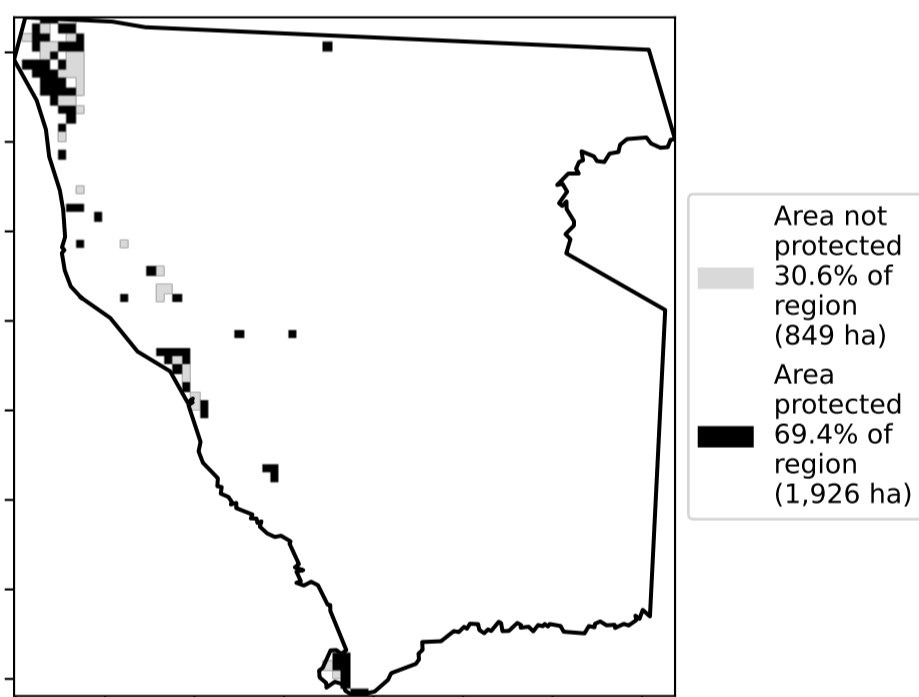 Area not
protected
30.6% of
region
(849 ha)
Area
protected
69.4% of
region
(1,926 ha)